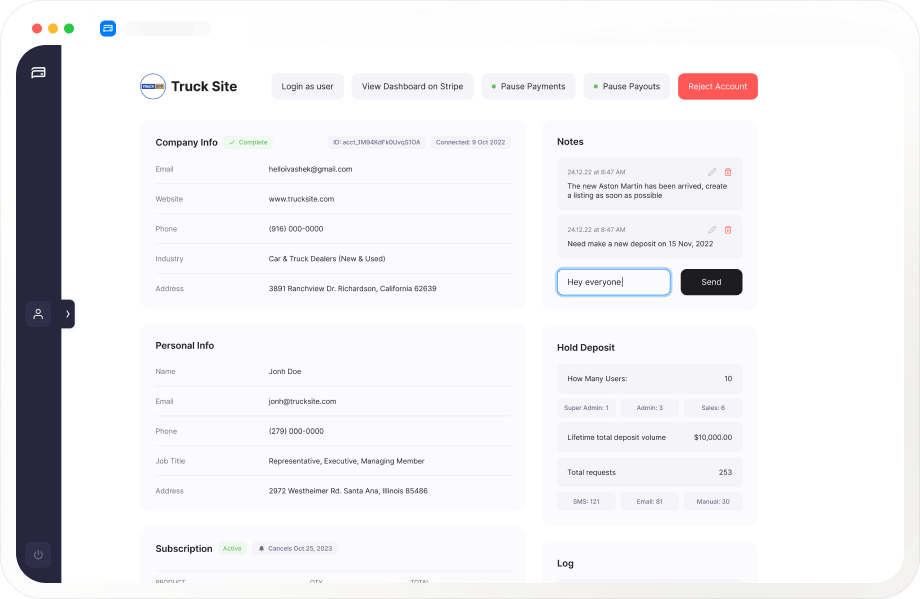 TRUCK SITE
Truck Site
Login as user
View Dashboard on Stripe
Pause Payments
Pause Payouts
Reject Account
Company Info
Complete
ID: acct_1M94KdFk0UvqS1OA
Connected: 9 Oct 2022
Email
helloivashek@gmail.com
Website
www.trucksite.com
Phone
(916) 000-0000
Industry
Car & Truck Dealers (New & Used)
Address
3891 Ranchview Dr. Richardson, California 62639
Personal Info
Name
Jonh Doe
Email
jonh@trucksite.com
Phone
(279) 000-0000
Job Title
Representative, Executive, Managing Member
Address
2972 Westheimer Rd. Santa Ana, Illinois 85486
Subscription
Active
Cancels Oct 25, 2023
PRODUCT
QTY
TOTAL
Notes
24.12.22 at 8:47 AM
The new Aston Martin has been arrived, create
a listing as soon as possible
24.12.22 at 8:47 AM
Need make a new deposit on 15 Nov, 2022
Hey everyone
Send
Hold Deposit
How Many Users:
10
Super Admin: 1
Admin: 3
Sales: 6
Lifetime total deposit volume
$10,000.00
Total requests
253
SMS: 121
Email: 81
Manual: 30
Log